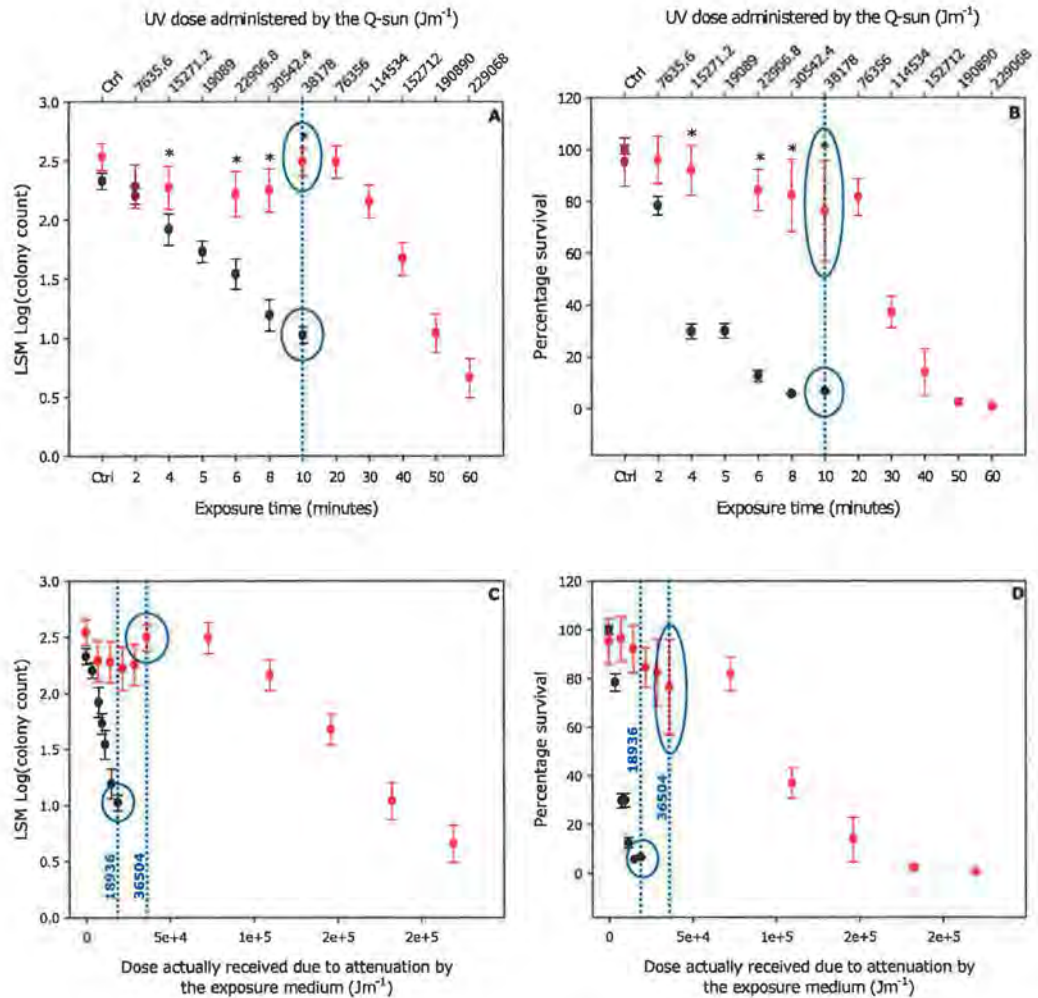 UV dose administered by the Q-sun (Jm⁻¹)
Ctrl 7635.6 15271.2 19089 22906.8 30542.4 38178 76356 114534 152712 190890 229068
A
3.0
2.5
2.0
1.5
1.0
0.5
0.0
LSM Log(colony count)
* * * *
Ctrl 2 4 5 6 8 10 20 30 40 50 60
Exposure time (minutes)
UV dose administered by the Q-sun (Jm⁻¹)
Ctrl 7635.6 15271.2 19089 22906.8 30542.4 38178 76356 114534 152712 190890 229068
B
120
100
80
60
40
20
0
Percentage survival
* * * *
Ctrl 2 4 5 6 8 10 20 30 40 50 60
Exposure time (minutes)
C
3.0
2.5
2.0
1.5
1.0
0.5
0.0
LSM Log(colony count)
18936
36504
0 5e+4 1e+5 2e+5 2e+5
Dose actually received due to attenuation by
the exposure medium (Jm⁻¹)
D
120
100
80
60
40
20
0
Percentage survival
18936
36504
0 5e+4 1e+5 2e+5 2e+5
Dose actually received due to attenuation by
the exposure medium (Jm⁻¹)